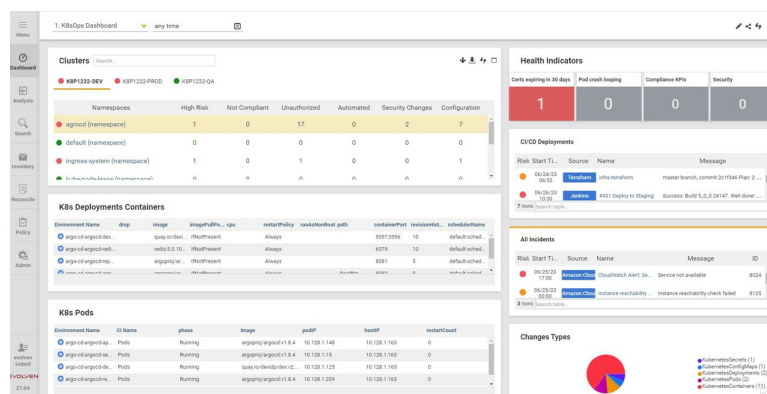 Menu
Dashboard
Analysis
Search
Inventory
Reconcile
Policy
Admin
evolven
Logout
EVOLVEN
21:04
1. K8sOps Dashboard
any time
Clusters
Search...
K8P1232-DEV
K8P1232-PROD
K8P1232-QA
Namespaces High Risk Not Compliant Unauthorized Automated Security Changes Configuration
agrocd (namespace) 1 0 17 0 2 7
default (namespace) 0 0 0 0 0 0
ingress-system (namespace) 1 0 1 0 0 1
kube-node-lease (namespace) 0 0 0 0 0 0
K8s Deployments Containers
Environment Name drop image imagePullPo... cpu restartPolicy runAsNonRoot path containerPort revisionHist... schedulerName
argo-cd-argocd-dex... quay.io/dexi... IfNotPresent Always 5557,5556 10 default-sched...
argo-cd-argocd-redi... redis:5.0.10... IfNotPresent Always 6379 10 default-sched...
argo-cd-argocd-rep... argoproj/ar... IfNotPresent Always 8081 5 default-sched...
K8s Pods
Environment Name CI Name phase image podIP hostIP restartCount
argo-cd-argocd-ap... Pods Running argoproj/argocd:v1.8.4 10.128.1.148 10.128.1.163 0
argo-cd-argocd-se... Pods Running argoproj/argocd:v1.8.4 10.128.1.15 10.128.1.163 0
argo-cd-argocd-de... Pods Running quay.io/dexidp/dex:v2... 10.128.1.125 10.128.1.163 0
argo-cd-argocd-re... Pods Running argoproj/argocd:v1.8.4 10.128.1.209 10.128.1.163 0
Health Indicators
Certs expiring in 30 days Pod crash looping Compliance KPIs Security
1 0 0 0
CI/CD Deployments
Risk Start Ti... Source Name Message
06/24/23 06:55 Terraform infra-terraform master branch, commit 2c1f346 Plan: 2 ...
06/26/23 10:30 Jenkins #401 Deploy to Staging Success: Build 5_0_0 24147. Well done! ...
7 rows Search table...
All Incidents
Risk Start Ti... Source Name Message ID
06/25/23 17:00 Amazon Clou CloudWatch Alert: Se... Service not available 8024
06/25/23 00:00 Amazon Clou Instance reachability ... Instance reachability check failed 8125
3 rows Search table...
Changes Types
KubernetesSecrets (1)
KubernetesConfigMaps (1)
KubernetesDeployments (2)
KubernetesPods (2)
KubernetesContainers (11)